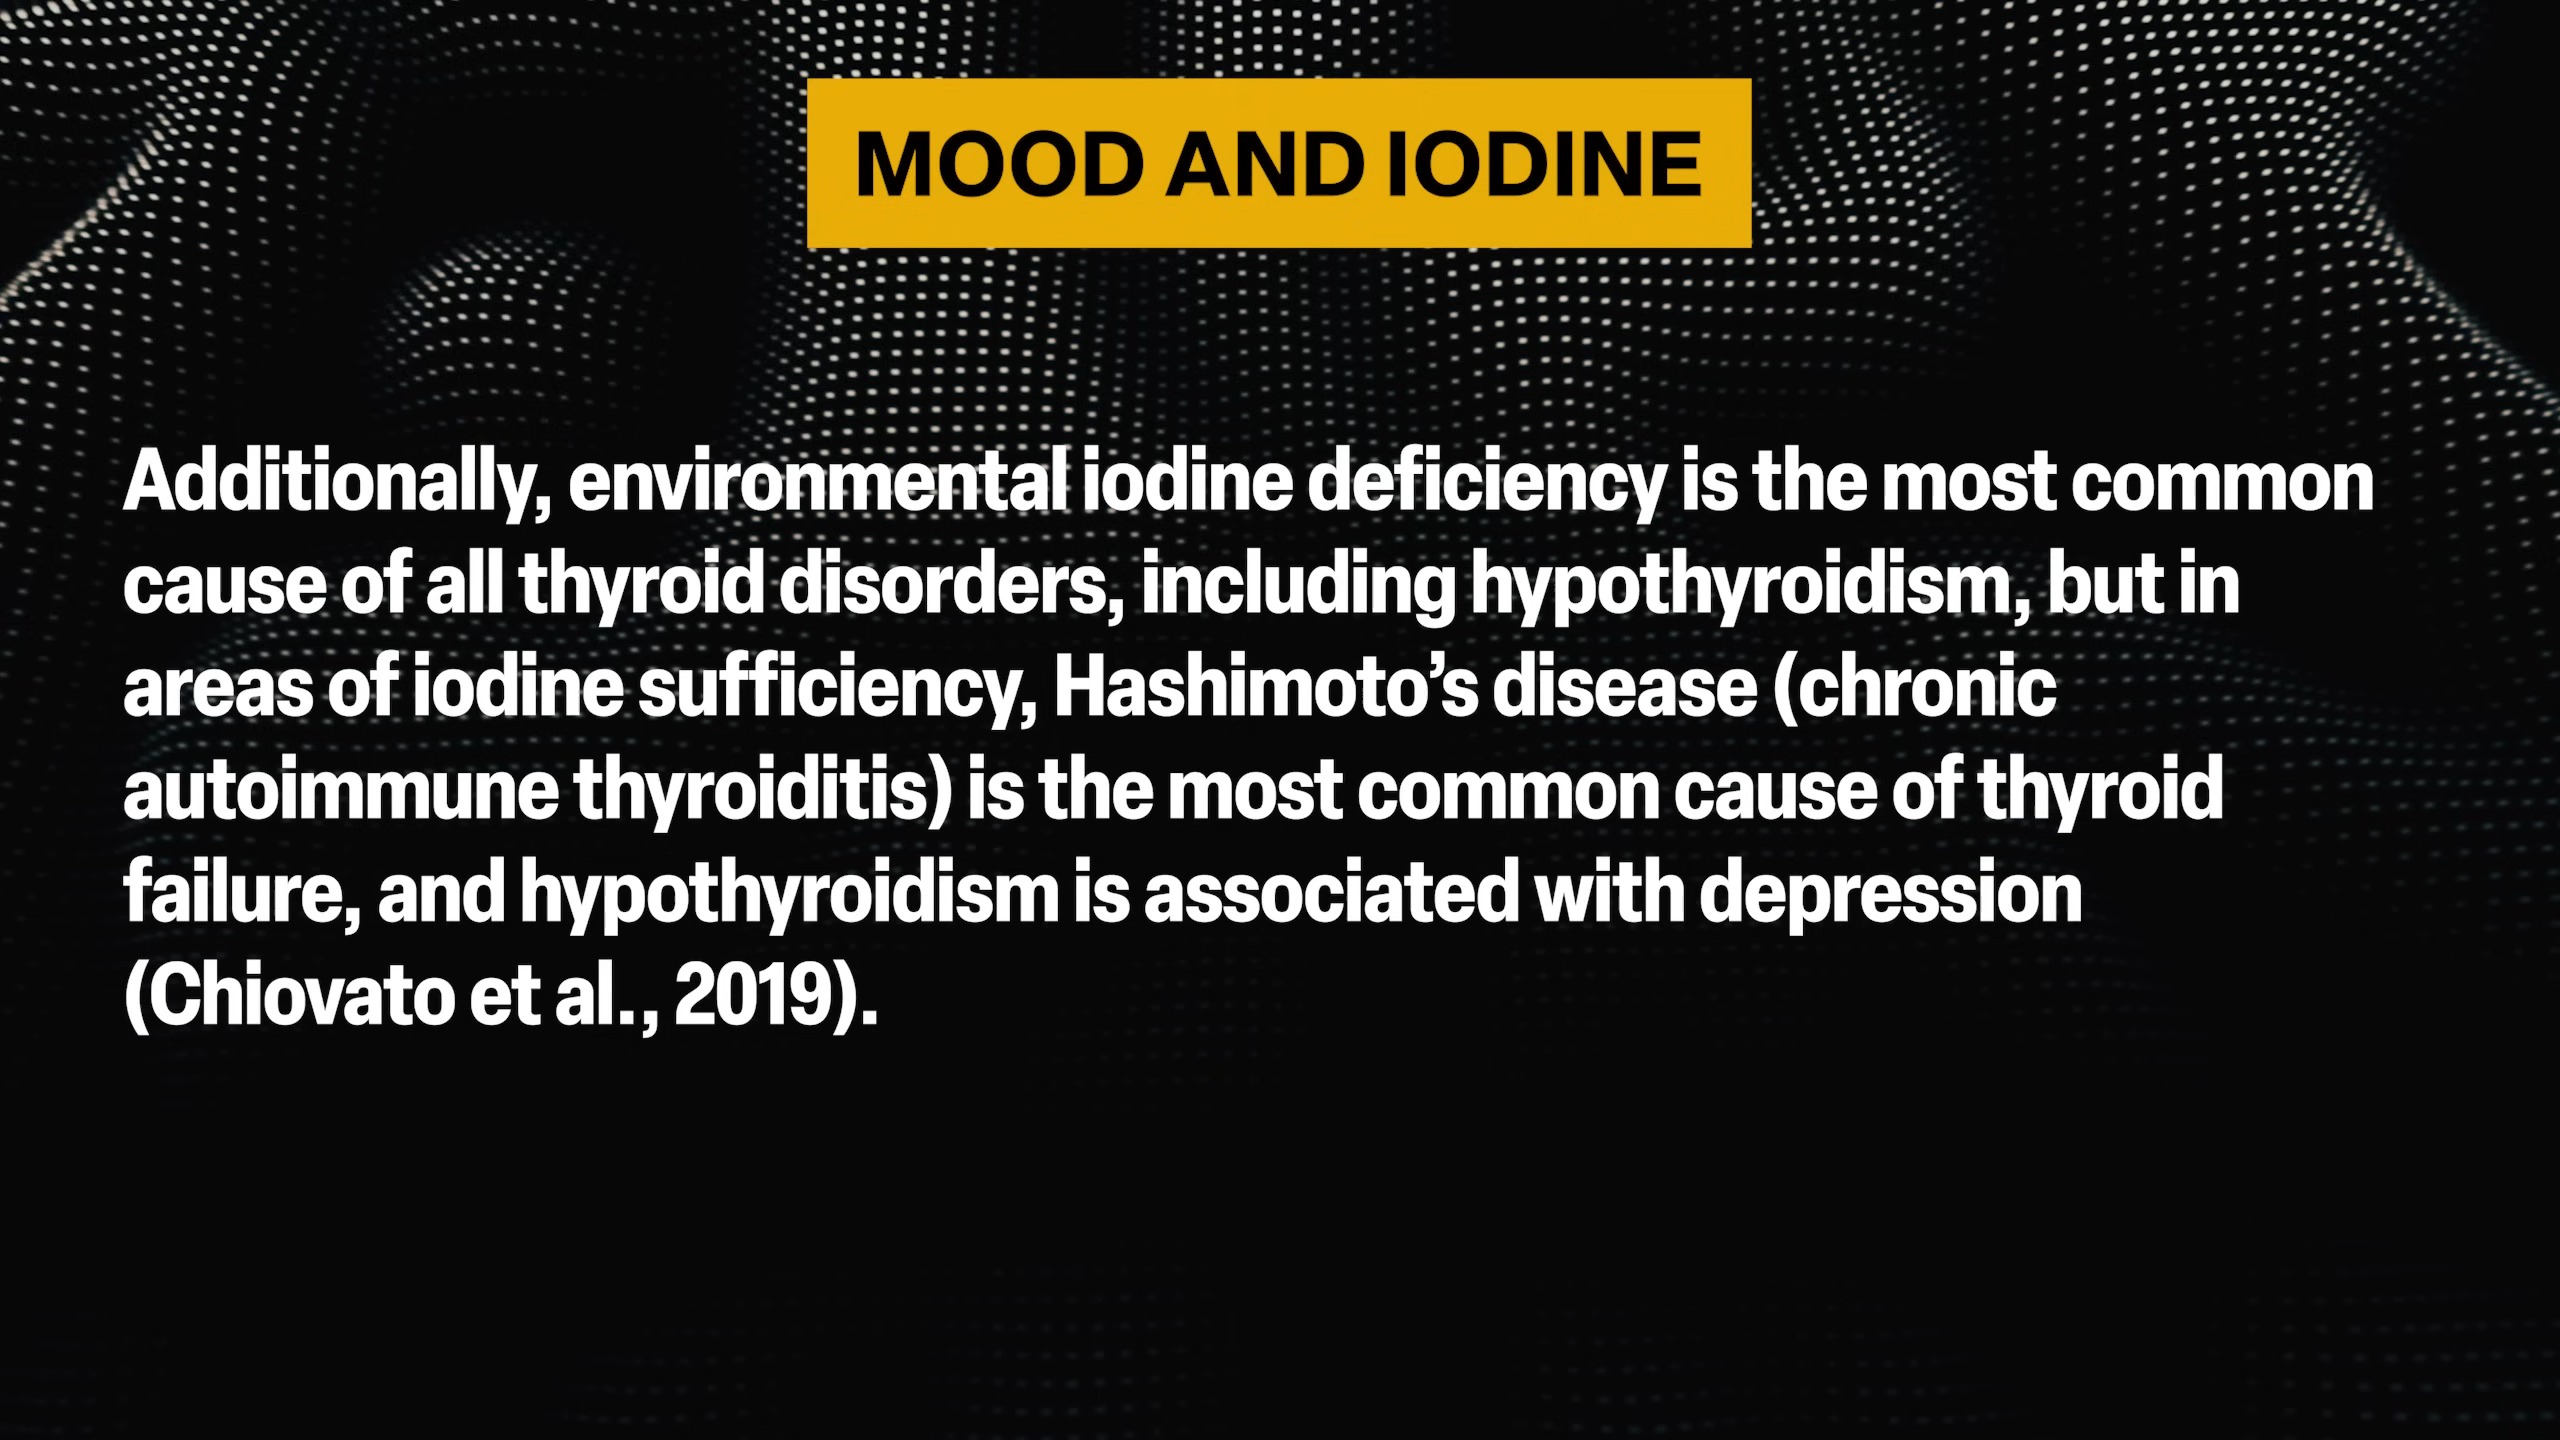 MOOD AND IODINE
Additionally, environmental iodine deficiency is the most common
cause of all thyroid disorders, including hypothyroidism, but in
areas of iodine sufficiency, Hashimoto’s disease (chronic
autoimmune thyroiditis) is the most common cause of thyroid
failure, and hypothyroidism is associated with depression
(Chiovato et al., 2019).